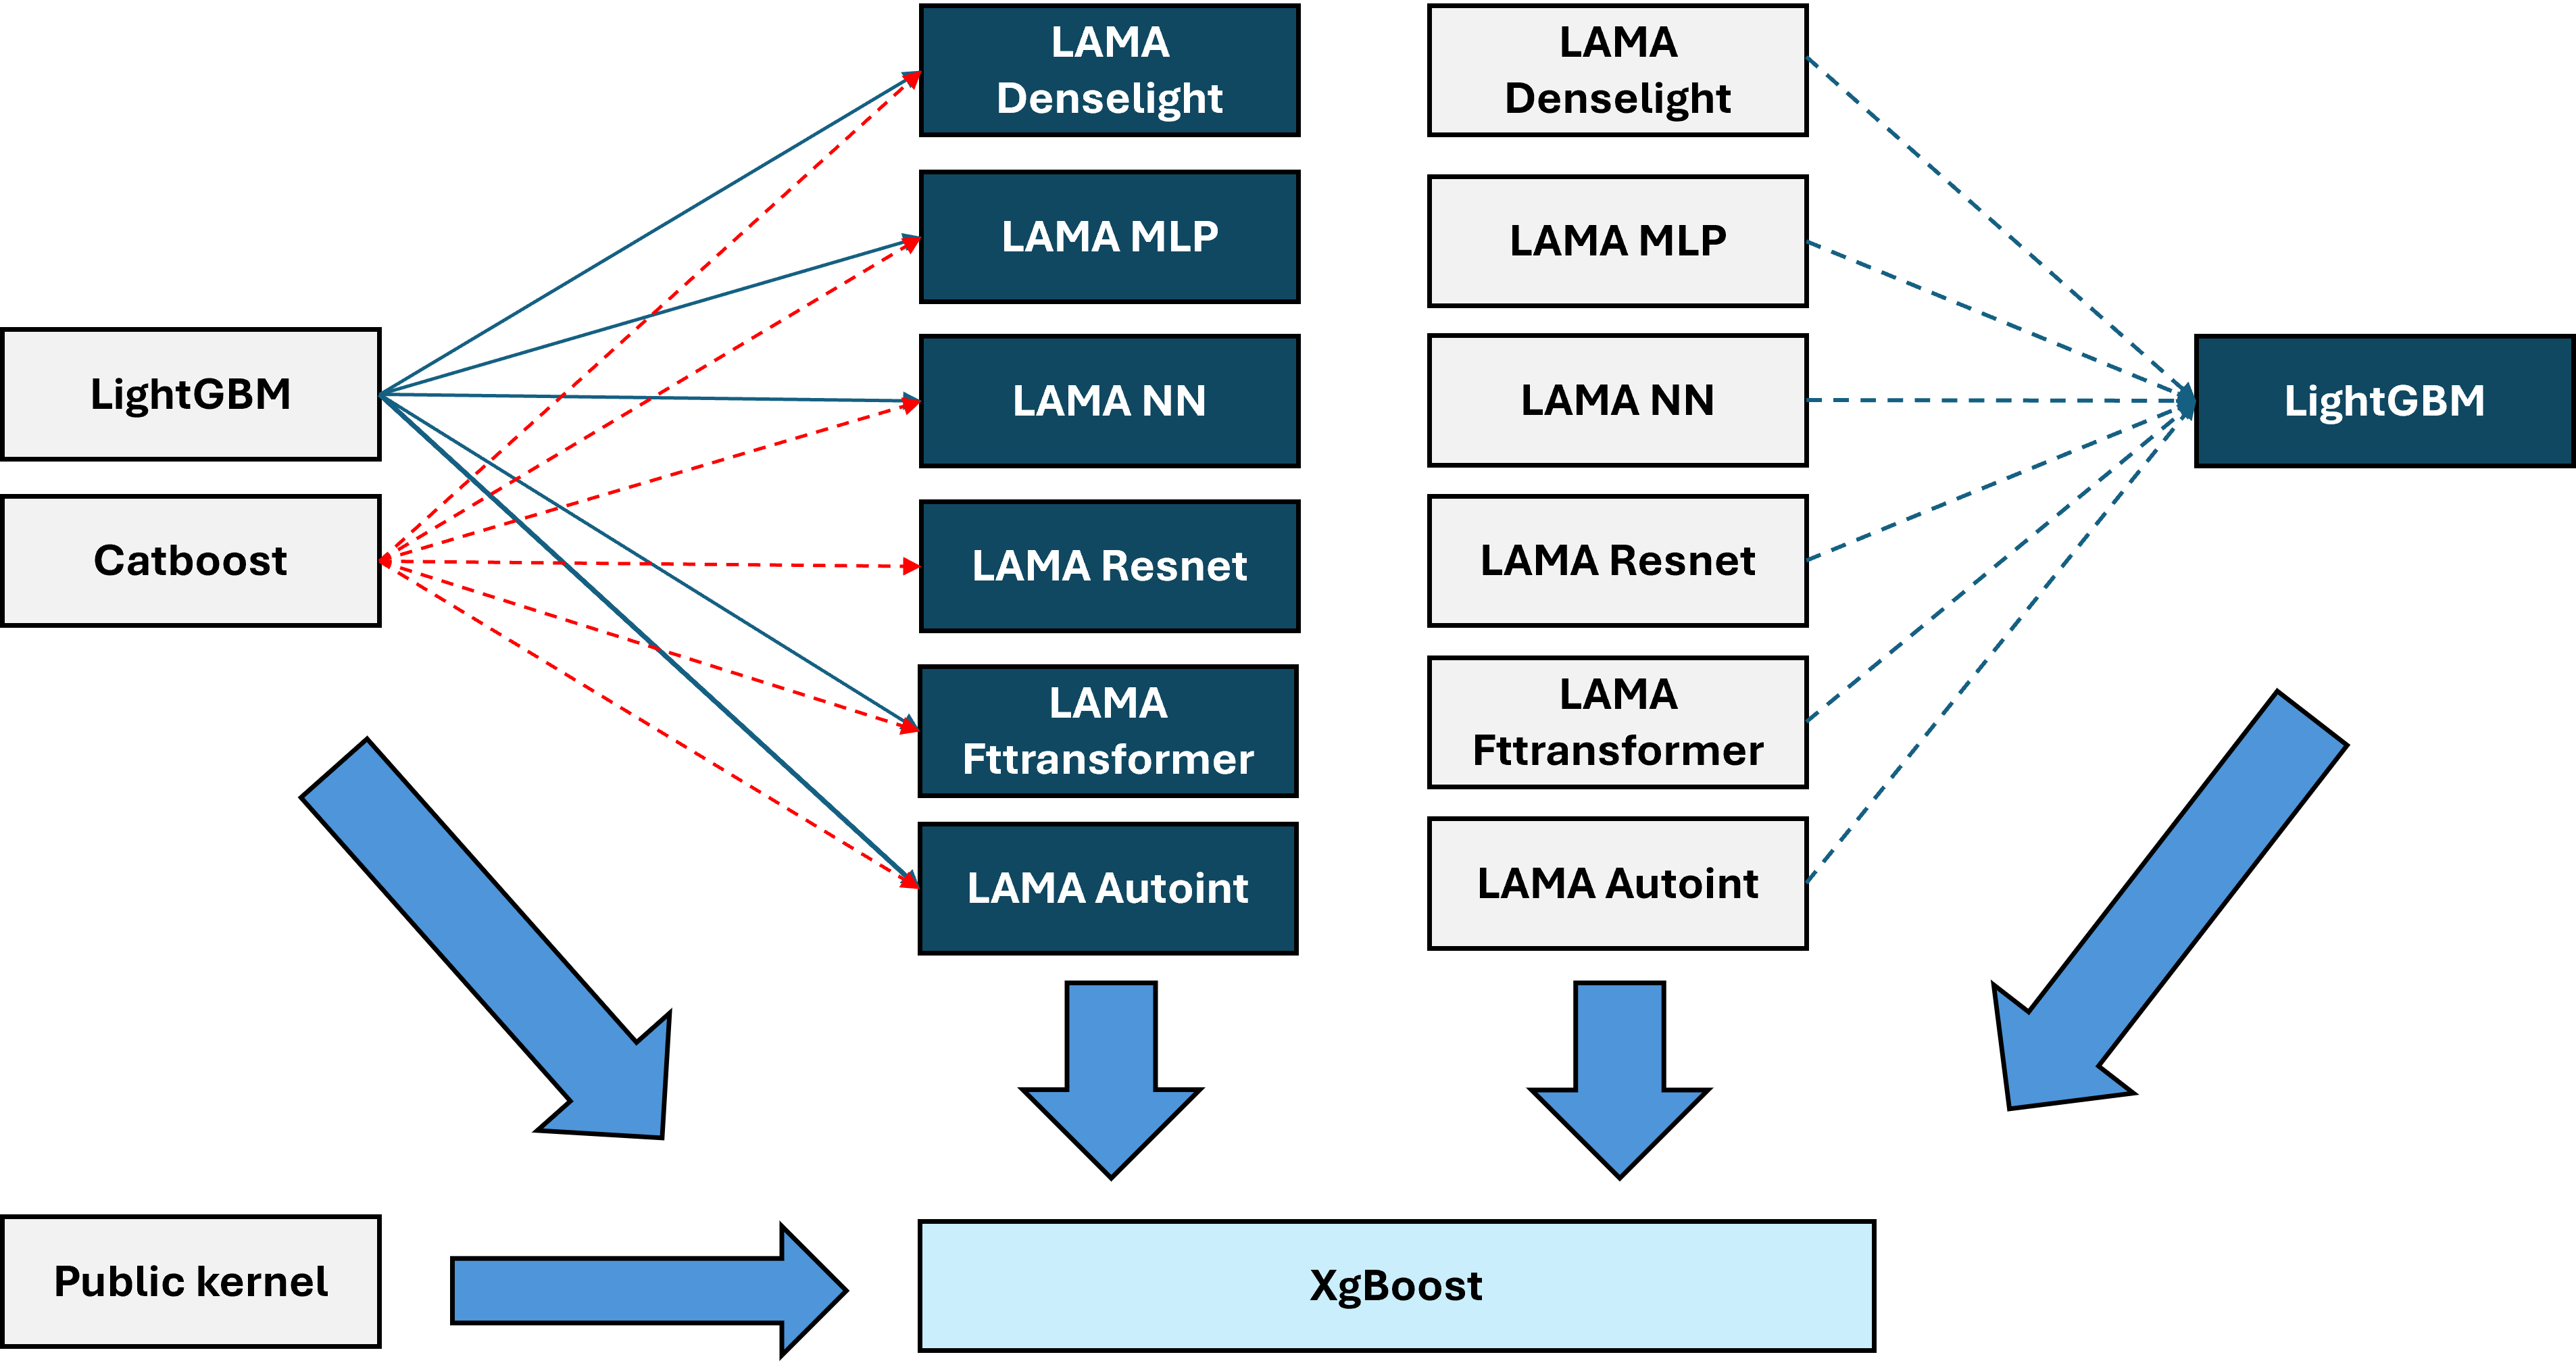 LightGBM
Catboost
LAMA
Denselight
LAMA MLP
LAMA NN
LAMA Resnet
LAMA
Fttransformer
LAMA Autoint
LAMA
Denselight
LAMA MLP
LAMA NN
LAMA Resnet
LAMA
Fttransformer
LAMA Autoint
LightGBM
Public kernel
XgBoost